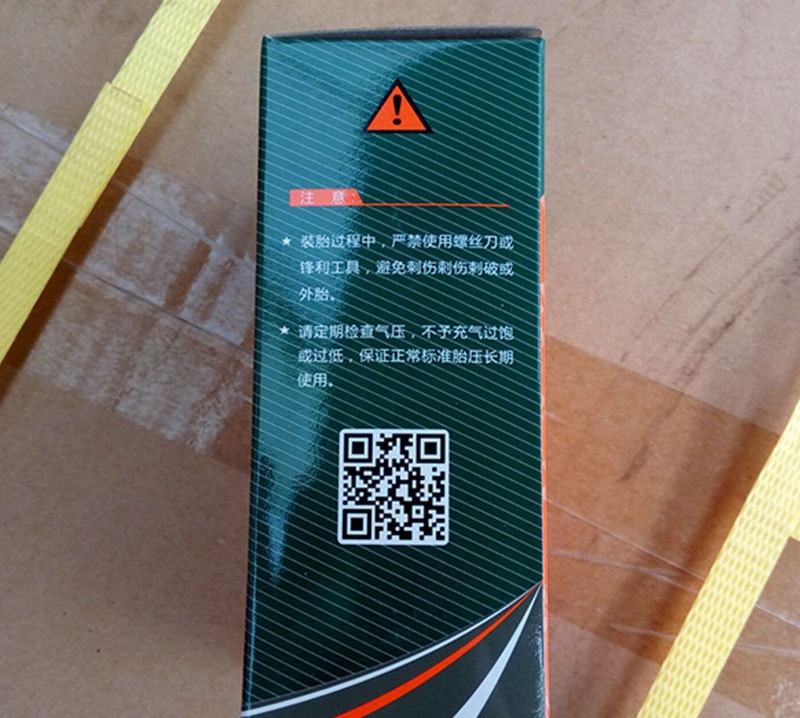 注 意:
★ 装胎过程中，严禁使用螺丝刀或
锋利工具，避免刺伤刺伤刺破或
外胎。
★ 请定期检查气压，不予充气过饱
或过低，保证正常标准胎压长期
使用。